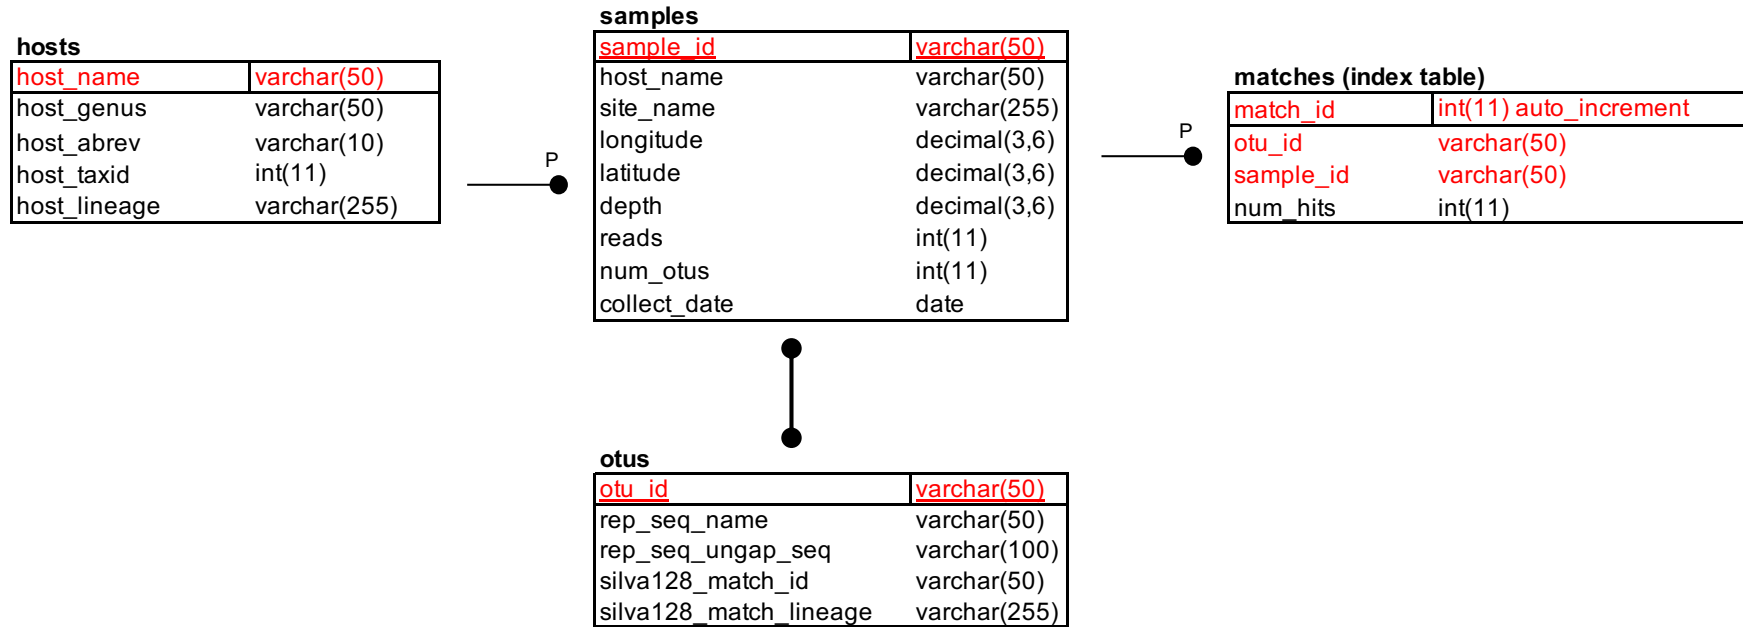 hosts
host_name varchar(50)
host_genus varchar(50)
host_abrev varchar(10)
host_taxid int(11)
host_lineage varchar(255)
P
samples
sample_id varchar(50)
host_name varchar(50)
site_name varchar(255)
longitude decimal(3,6)
latitude decimal(3,6)
depth decimal(3,6)
reads int(11)
num_otus int(11)
collect_date date
P
matches (index table)
match_id int(11) auto_increment
otu_id varchar(50)
sample_id varchar(50)
num_hits int(11)
otus
otu_id varchar(50)
rep_seq_name varchar(50)
rep_seq_ungap_seq varchar(100)
silva128_match_id varchar(50)
silva128_match_lineage varchar(255)